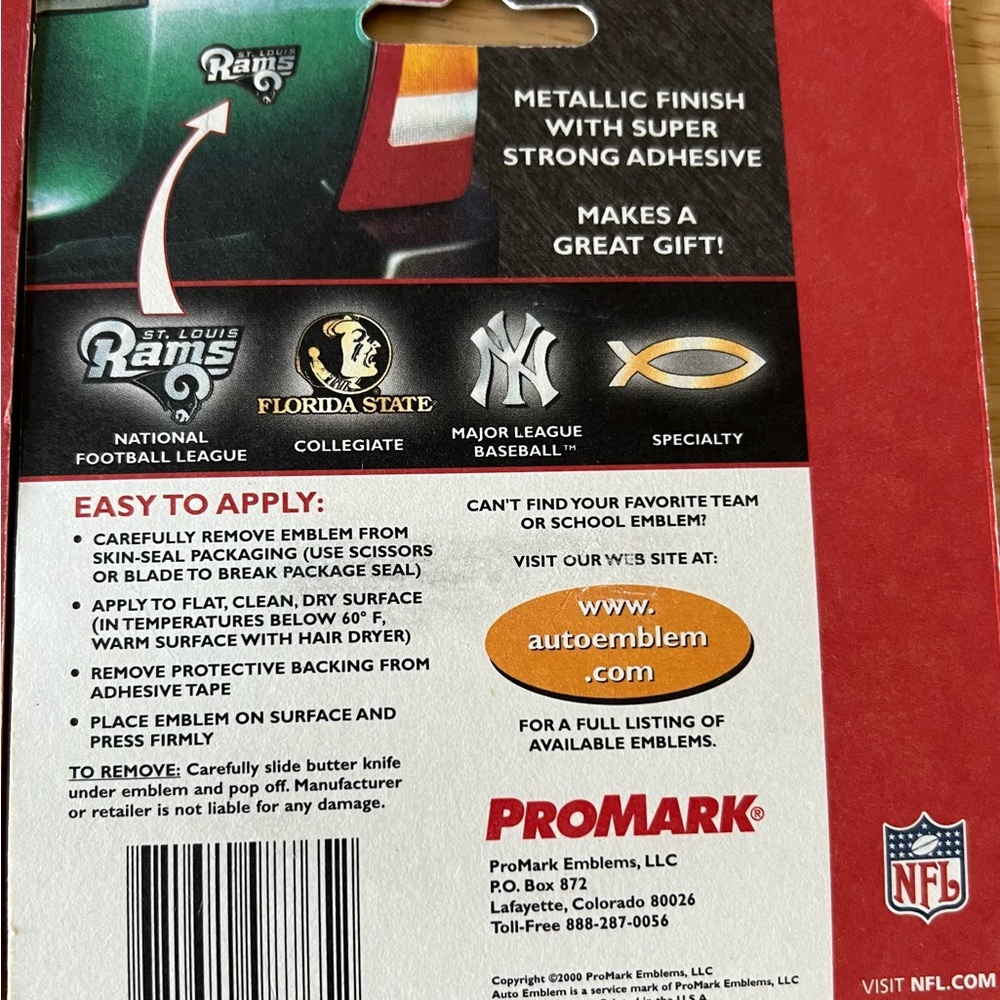 ST. LOUIS
Rams
METALLIC FINISH
WITH SUPER
STRONG ADHESIVE
MAKES A
GREAT GIFT!
ST. LOUIS
Rams
NATIONAL
FOOTBALL LEAGUE
FLORIDA STATE
COLLEGIATE
NY
MAJOR LEAGUE
BASEBALL™
SPECIALTY
EASY TO APPLY:
• CAREFULLY REMOVE EMBLEM FROM
SKIN-SEAL PACKAGING (USE SCISSORS
OR BLADE TO BREAK PACKAGE SEAL)
• APPLY TO FLAT, CLEAN, DRY SURFACE
(IN TEMPERATURES BELOW 60° F,
WARM SURFACE WITH HAIR DRYER)
• REMOVE PROTECTIVE BACKING FROM
ADHESIVE TAPE
• PLACE EMBLEM ON SURFACE AND
PRESS FIRMLY
TO REMOVE: Carefully slide butter knife
under emblem and pop off. Manufacturer
or retailer is not liable for any damage.
CAN'T FIND YOUR FAVORITE TEAM
OR SCHOOL EMBLEM?
VISIT OUR WEB SITE AT:
www.
autoemblem
.com
FOR A FULL LISTING OF
AVAILABLE EMBLEMS.
PROMARK®
ProMark Emblems, LLC
P.O. Box 872
Lafayette, Colorado 80026
Toll-Free 888-287-0056
Copyright ©2000 ProMark Emblems, LLC
Auto Emblem is a service mark of ProMark Emblems, LLC
in the U.S.A.
NFL
VISIT NFL.COM